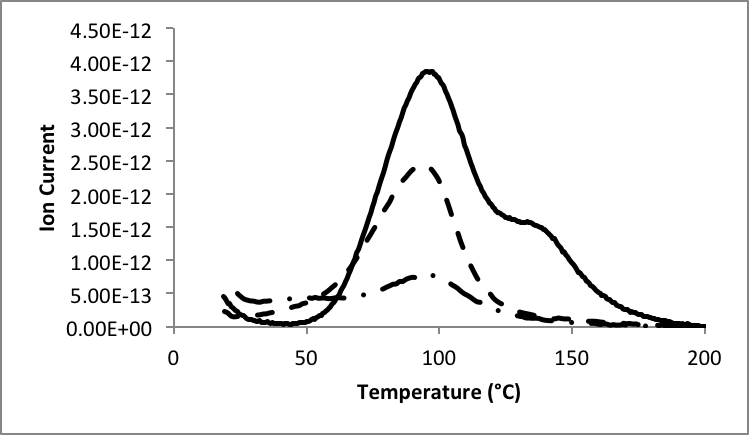 4.50E-12
4.00E-12
3.50E-12
3.00E-12
2.50E-12
2.00E-12
1.50E-12
1.00E-12
5.00E-13
0.00E+00
Ion Current
0 50 100 150 200
Temperature (°C)